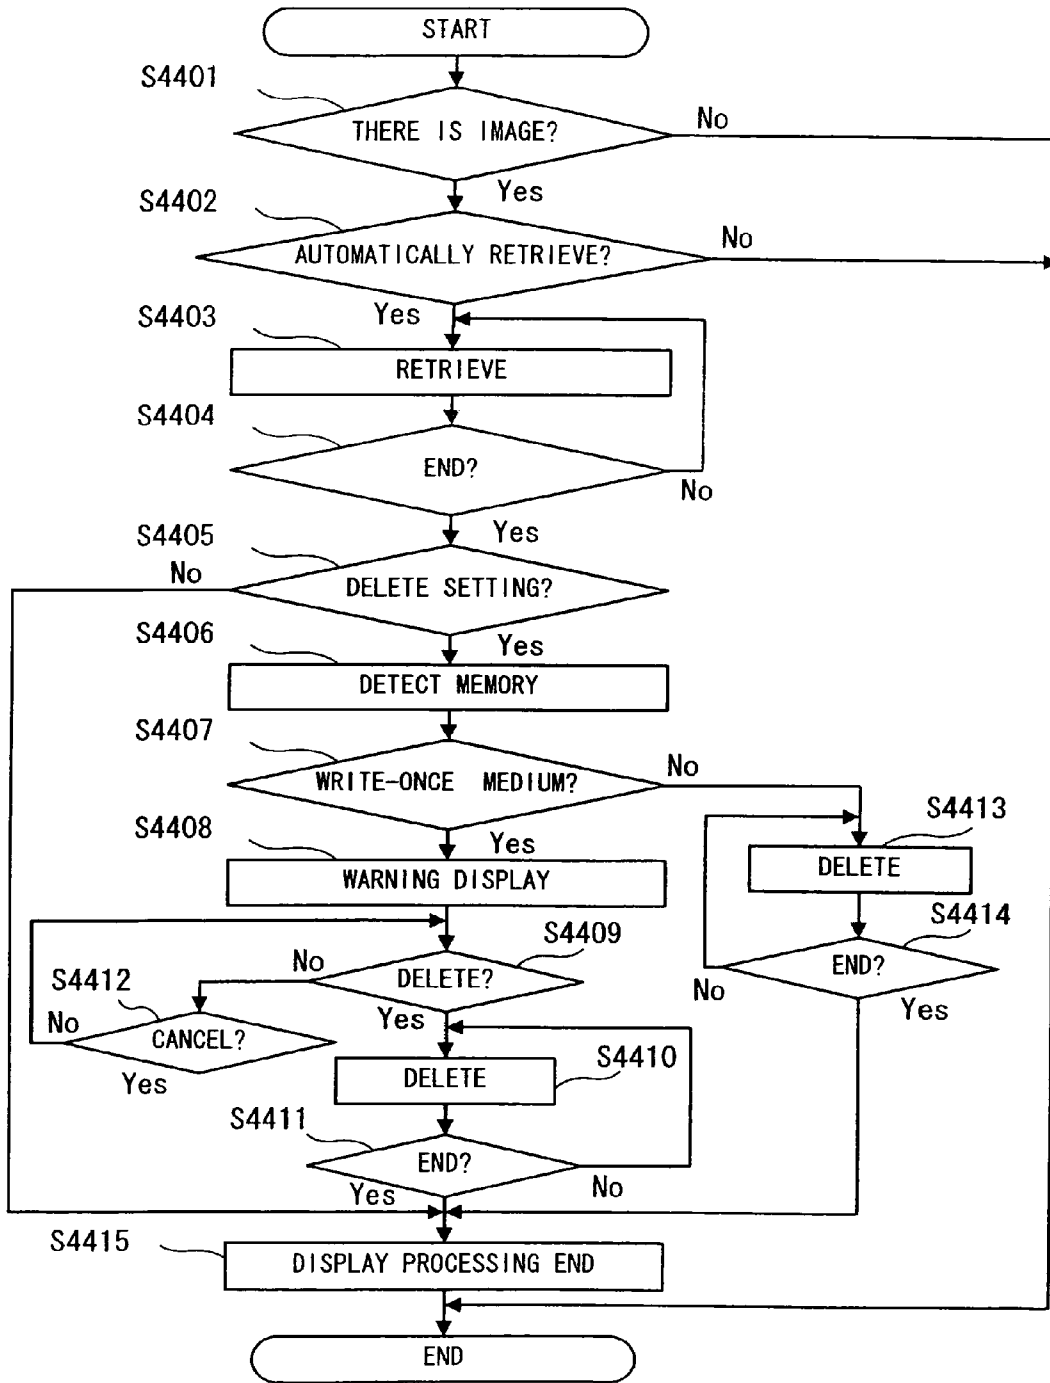 START
S4401
THERE IS IMAGE?
No
Yes
S4402
AUTOMATICALLY RETRIEVE?
No
Yes
S4403
RETRIEVE
S4404
END?
No
Yes
S4405
No
DELETE SETTING?
Yes
S4406
DETECT MEMORY
S4407
WRITE-ONCE MEDIUM?
No
Yes
S4408
WARNING DISPLAY
S4413
DELETE
S4409
No
DELETE?
Yes
S4414
END?
No
Yes
S4412
No
CANCEL?
Yes
S4410
DELETE
S4411
END?
No
Yes
S4415
DISPLAY PROCESSING END
END